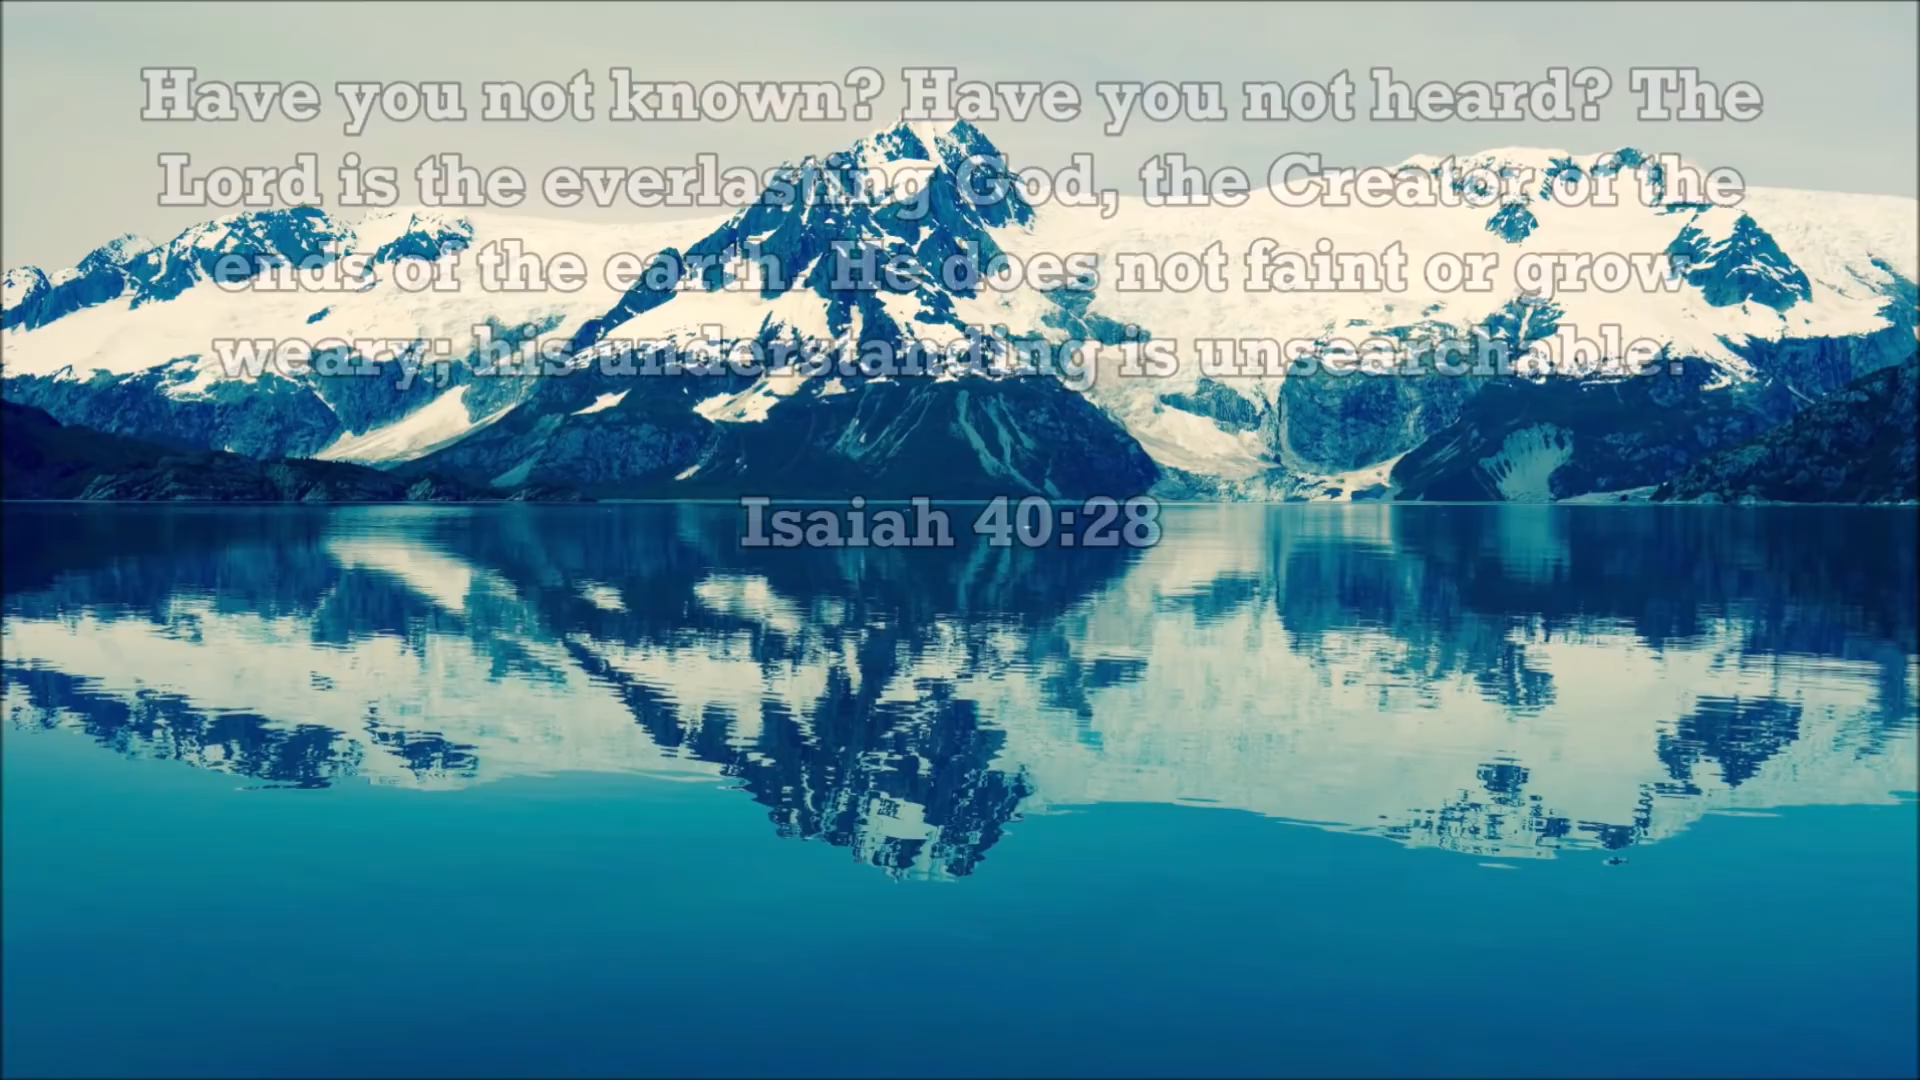 Have you not known? Have you not heard? The
Lord is the everlasting God, the Creator of the
ends of the earth. He does not faint or grow
weary; his understanding is unsearchable.
Isaiah 40:28